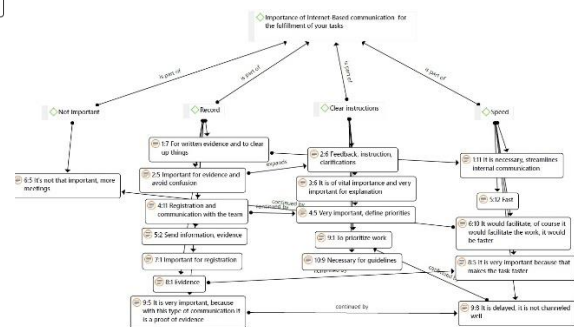 Importance of Internet-Based communication for
the fulfillment of your tasks
is part of
is part of
is part of
is part of
Not Important
Record
Clear instructions
Speed
1:7 For written evidence and to clear
up things
2:6 Feedback, instruction,
clarifications
1:11 It is necessary, streamlines
internal communication
expands
6:5 It's not that important, more
meetings
2:5 Important for evidence and
avoid confusion
3:6 It is of vital importance and very
important for explanation
5:12 Fast
4:11 Registration and
communication with the team
continued by
continued by
4:5 Very important, define priorities
6:10 It would facilitate, of course it
would facilitate the work, it would
be faster
5:2 Send information, evidence
9:1 To prioritize work
7:1 Important for registration
10:9 Necessary for guidelines
8:5 It is very important because that
makes the task faster
8:1 Evidence
9:5 It is very important, because
with this type of communication it
is a proof of evidence
continued by
9:8 It is delayed, it is not channeled
well